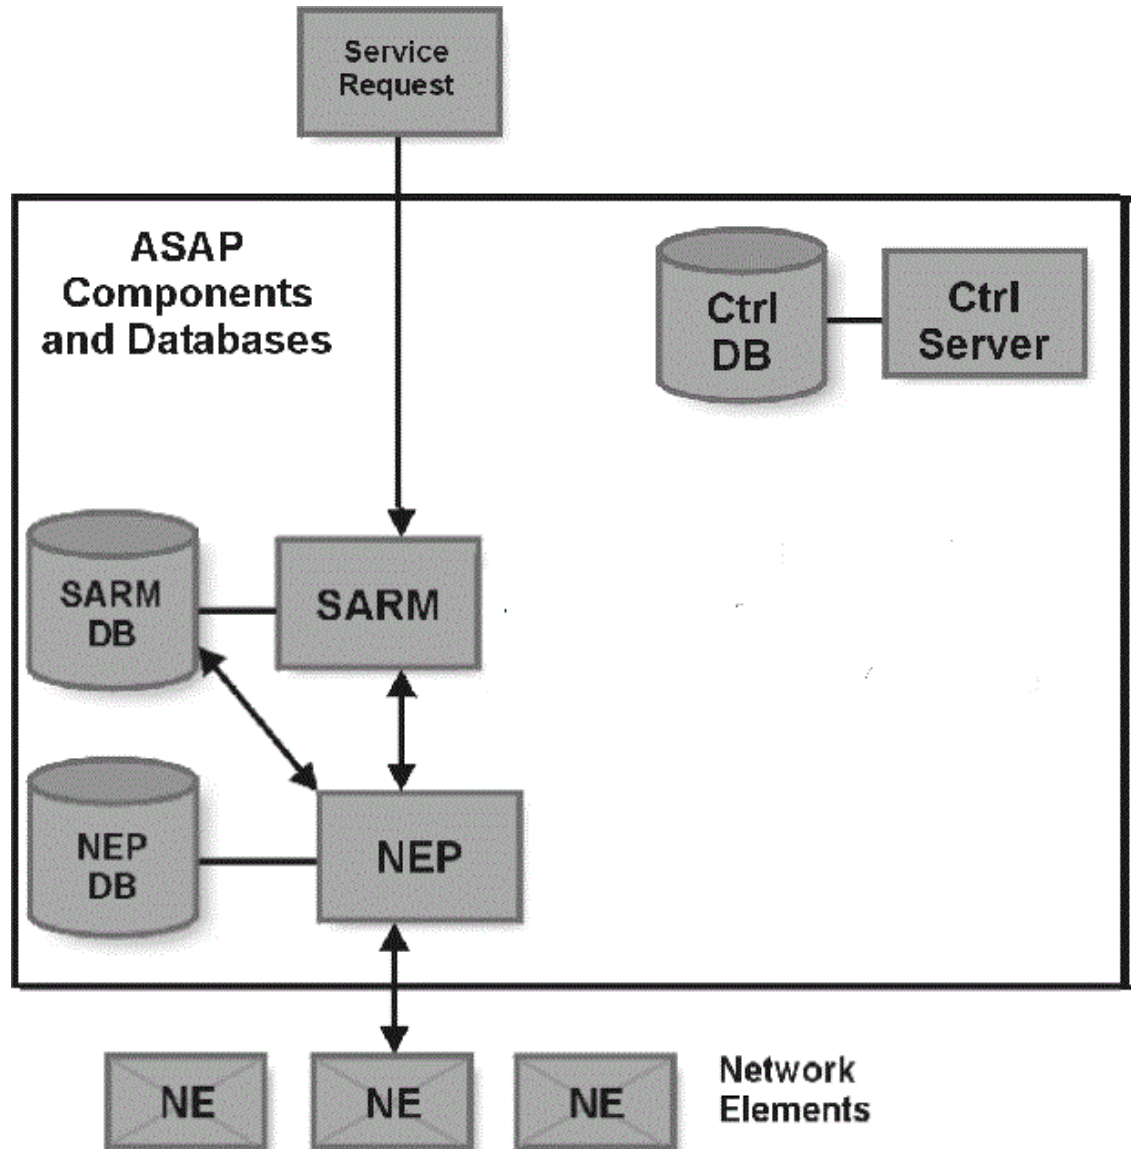 Service
Request
ASAP
Components
and Databases
Ctrl
DB
Ctrl
Server
SARM
DB
SARM
NEP
DB
NEP
NE
NE
NE
Network
Elements